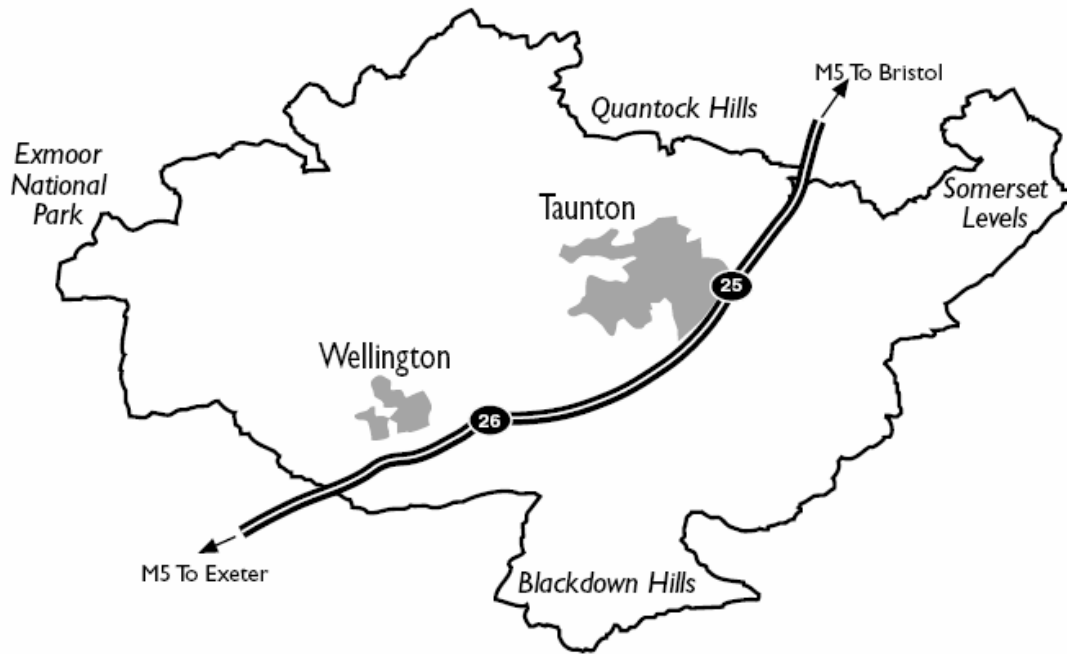 M5 To Bristol
Quantock Hills
Exmoor
National
Park
Somerset
Levels
Taunton
25
Wellington
26
M5 To Exeter
Blackdown Hills